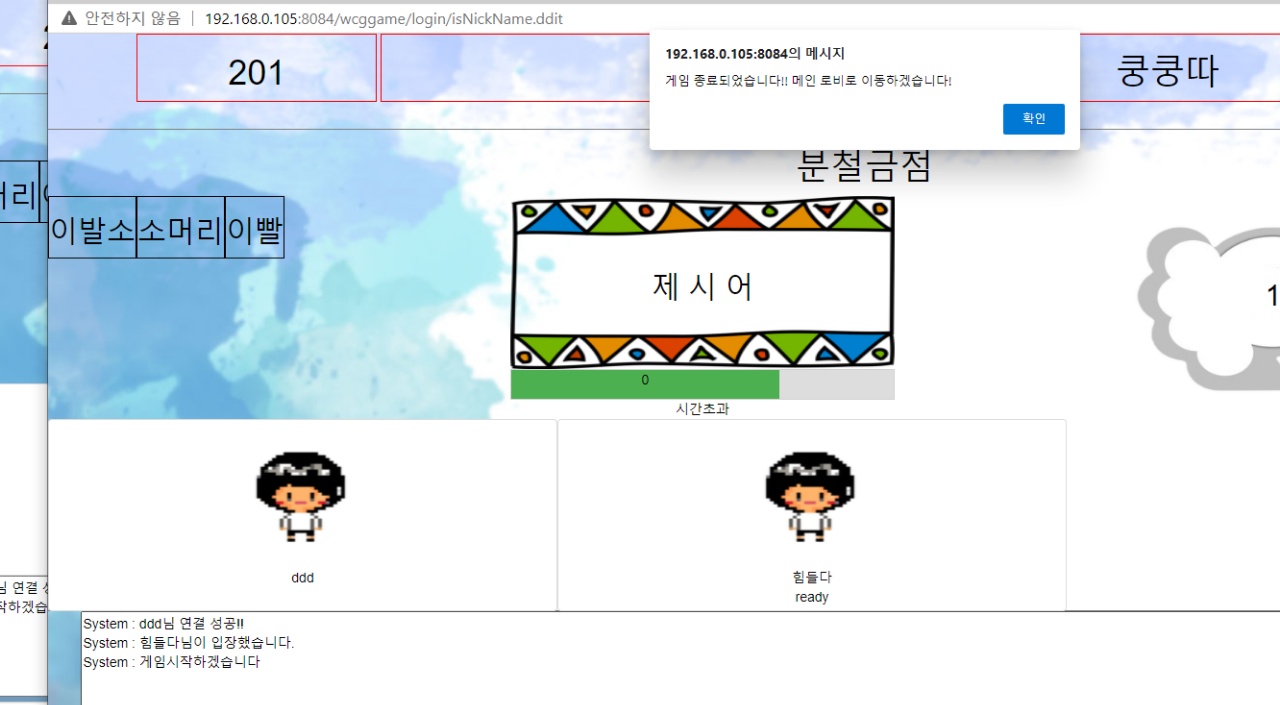 안전하지 않음 | 192.168.0.105:8084/wcggame/login/isNickName.ddit
192.168.0.105:8084의 메시지
게임 종료되었습니다!! 메인 로비로 이동하겠습니다!
확인
201
쿵쿵따
분철금점
머리
이발소 소머리 이빨
제 시 어
1
0
시간초과
ddd
힘들다
ready
님 연결 성
작하겠습
System : ddd님 연결 성공!!
System : 힘들다님이 입장했습니다.
System : 게임시작하겠습니다